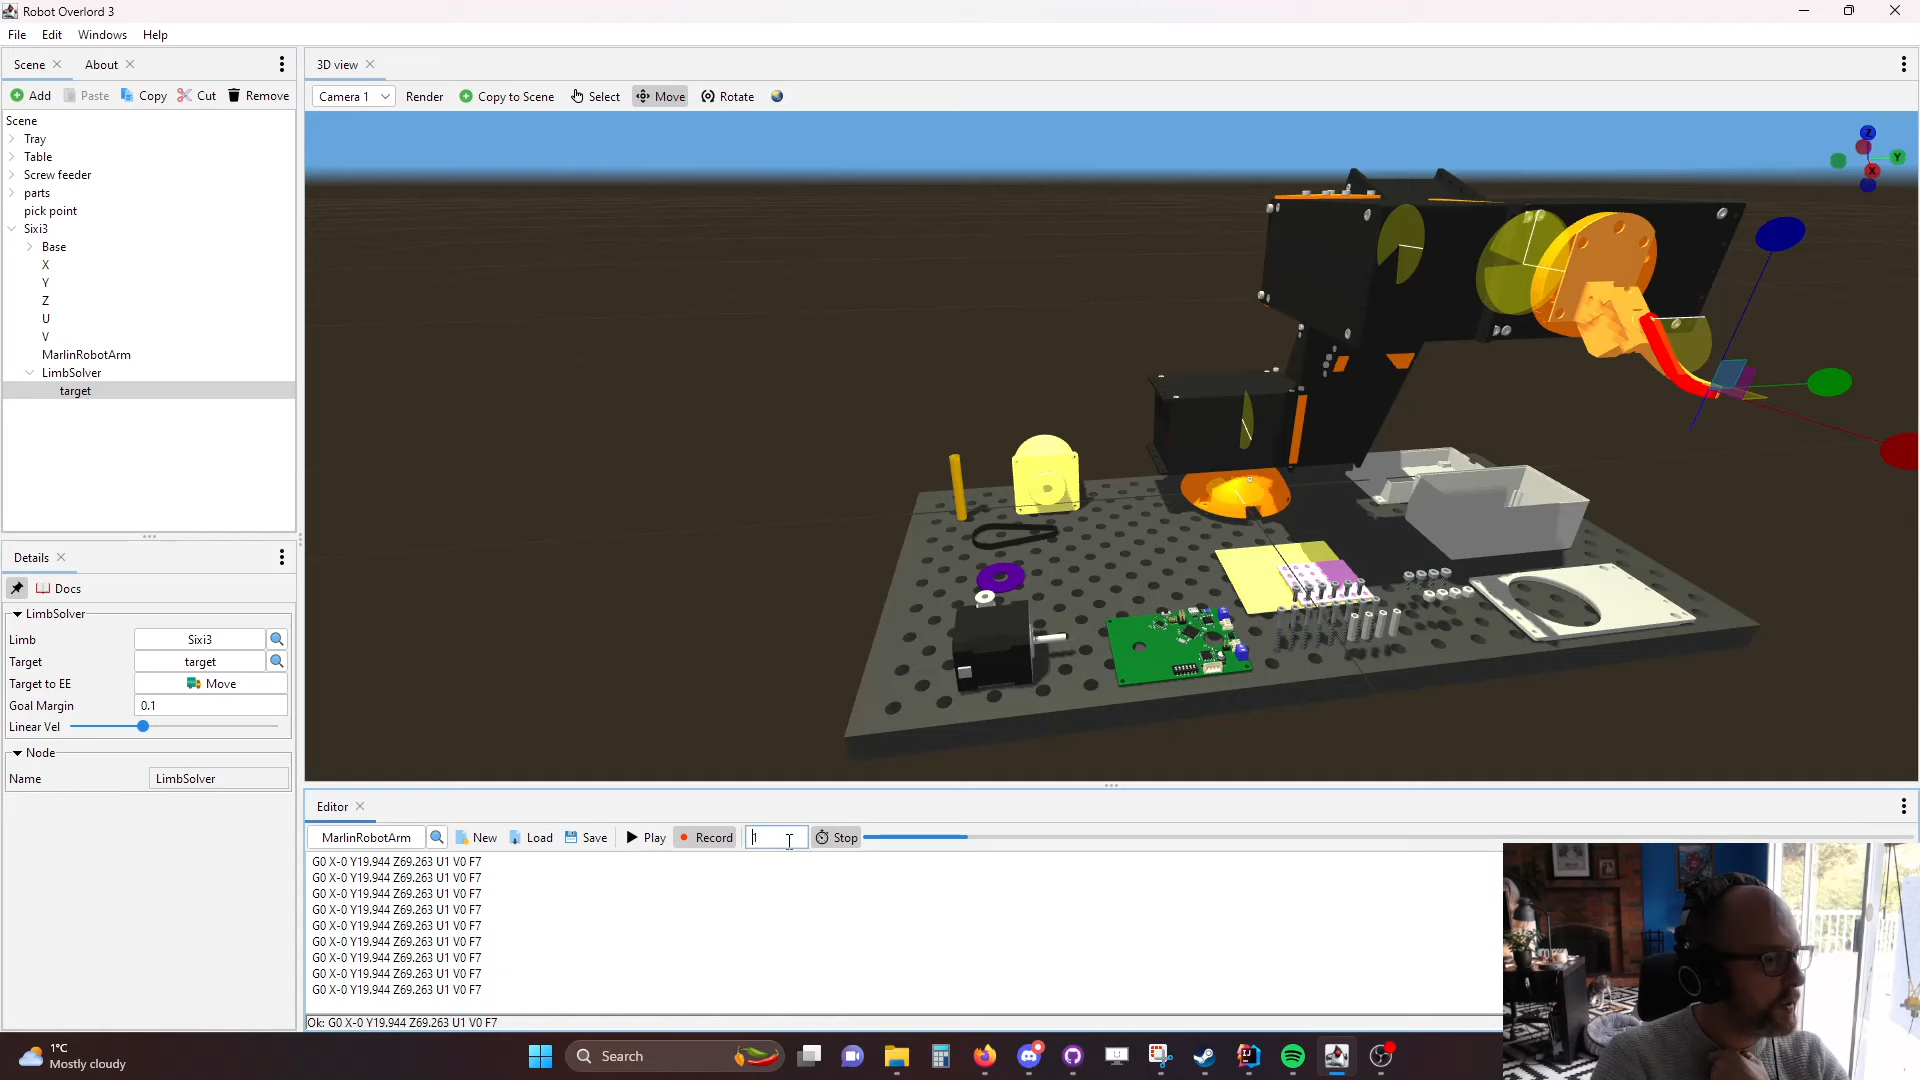 Robot Overlord 3
File Edit Windows Help
Scene About
Add Paste Copy Cut Remove
Scene
Tray
Table
Screw feeder
parts
pick point
Sixi3
Base
X
Y
Z
U
V
MarlinRobotArm
LimbSolver
target
Details
Docs
LimbSolver
Limb Sixi3
Target target
Target to EE Move
Goal Margin 0.1
Linear Vel
Node
Name LimbSolver
3D view
Camera 1 Render Copy to Scene Select Move Rotate
Z
Y
X
Editor
MarlinRobotArm New Load Save Play Record 1 Stop
G0 X-0 Y19.944 Z69.263 U1 V0 F7
G0 X-0 Y19.944 Z69.263 U1 V0 F7
G0 X-0 Y19.944 Z69.263 U1 V0 F7
G0 X-0 Y19.944 Z69.263 U1 V0 F7
G0 X-0 Y19.944 Z69.263 U1 V0 F7
G0 X-0 Y19.944 Z69.263 U1 V0 F7
G0 X-0 Y19.944 Z69.263 U1 V0 F7
G0 X-0 Y19.944 Z69.263 U1 V0 F7
G0 X-0 Y19.944 Z69.263 U1 V0 F7
Ok: G0 X-0 Y19.944 Z69.263 U1 V0 F7
1°C
Mostly cloudy
Search